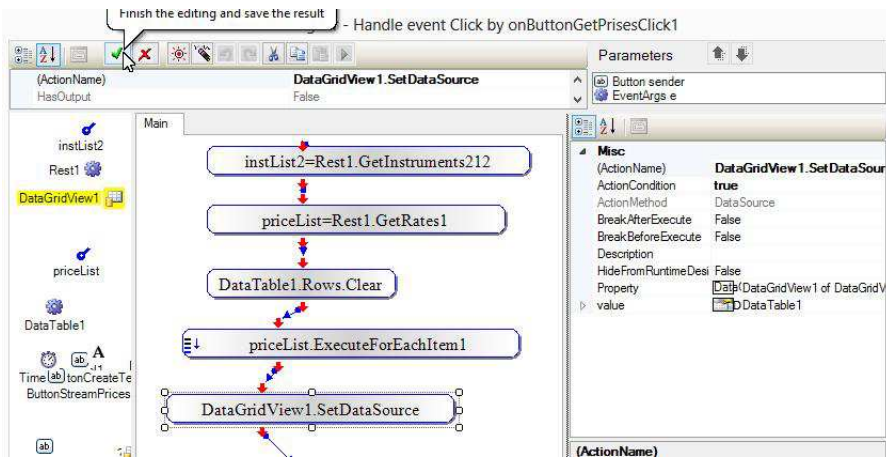 Finish the editing and save the result
- Handle event Click by onButtonGetPrisesClick1
Parameters
(ActionName) DataGridView1.SetDataSource
HasOutput False
Button sender
EventArgs e
Main
instList2
Rest1
DataGridView1
priceList
DataTable1
ButtonStreamPrices
instList2=Rest1.GetInstruments212
priceList=Rest1.GetRates1
DataTable1.Rows.Clear
priceList.ExecuteForEachItem1
DataGridView1.SetDataSource
Misc
(ActionName) DataGridView1.SetDataSour
ActionCondition true
ActionMethod DataSource
BreakAfterExecute False
BreakBeforeExecute False
Description
HideFromRuntimeDesi False
Property (DataGridView1 of DataGridV
value DataTable1
(ActionName)